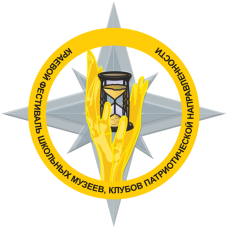 КРАЕВОЙ ФЕСТИВАЛЬ ШКОЛЬНЫХ МУЗЕЕВ, КЛУБОВ ПАТРИОТИЧЕСКОЙ НАПРАВЛЕННОСТИ